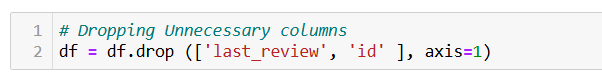 1 # Dropping Unnecessary columns
2 df = df.drop (['last_review', 'id' ], axis=1)